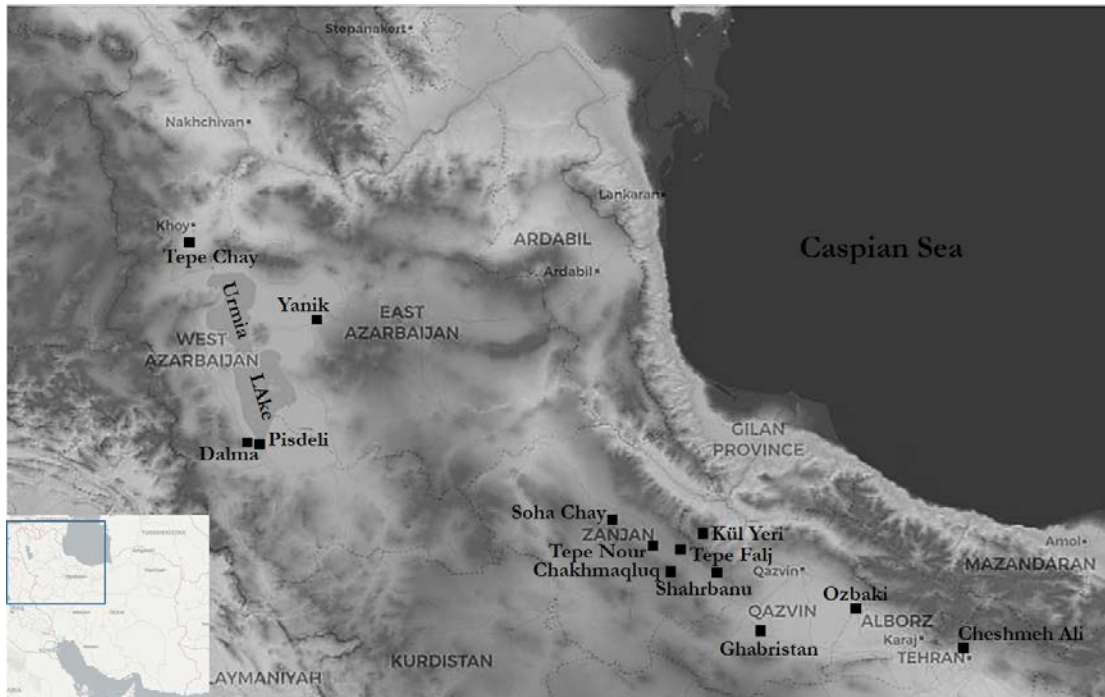 Stepanakert
Nakhchivan
Lankaran
Khoy
Tepe Chay
ARDABIL
Ardabil
Caspian Sea
Urmia
Yanik
EAST
AZARBAIJAN
WEST
AZARBAIJAN
LAke
Pisdeli
Dalma
GILAN
PROVINCE
Soha Chay
ZANJAN
Kül Yeri
Tepe Nour
Tepe Falj
Chakhmaqluq
Shahrbanu
Qazvin
Amol
MAZANDARAN
Ozbaki
QAZVIN
ALBORZ
Karaj
Cheshmeh Ali
Ghabristan
TEHRAN
KURDISTAN
LAYMANIYAH